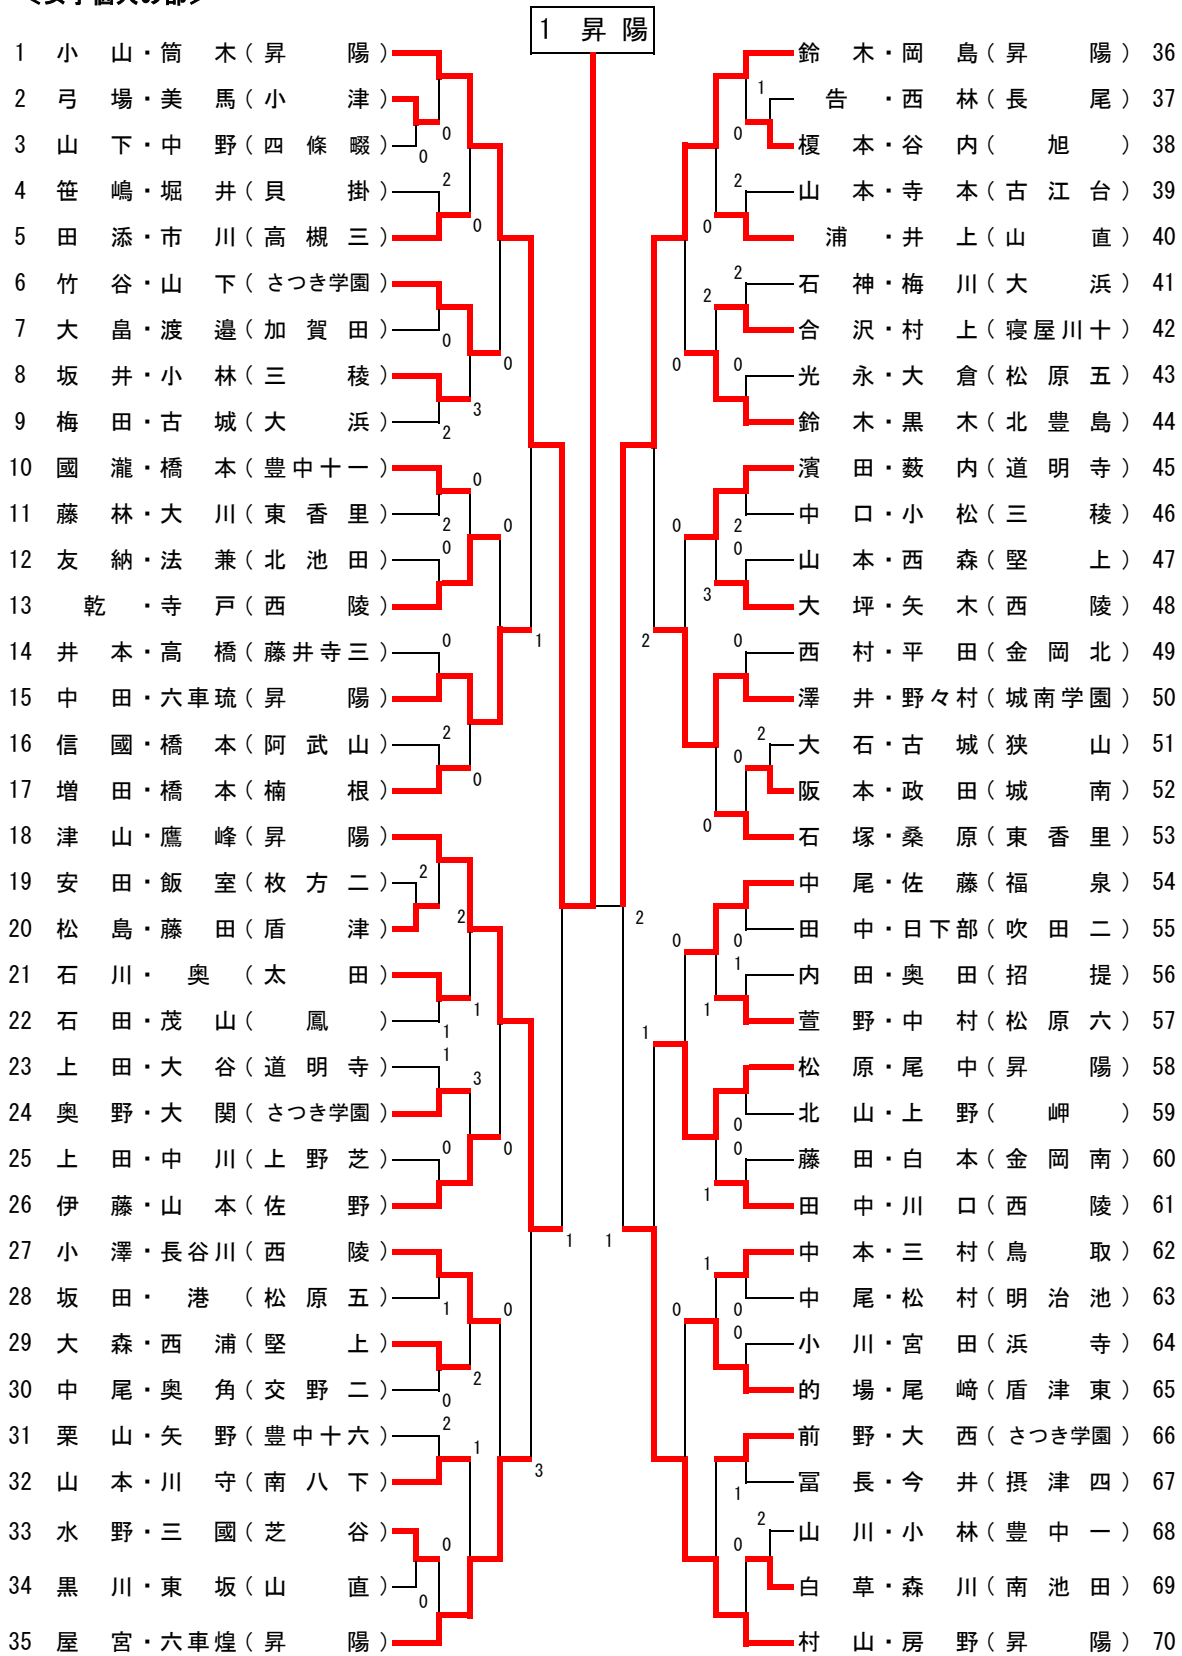 ＜女子個人の部＞
1 昇陽
1 小山・筒木(昇陽)
2 弓場・美馬(小津)
3 山下・中野(四條畷)
4 笹嶋・堀井(貝掛)
5 田添・市川(高槻三)
6 竹谷・山下(さつき学園)
7 大畠・渡邉(加賀田)
8 坂井・小林(三稜)
9 梅田・古城(大浜)
10 國瀧・橋本(豊中十一)
11 藤林・大川(東香里)
12 友納・法兼(北池田)
13 乾・寺戸(西陵)
14 井本・高橋(藤井寺三)
15 中田・六車琉(昇陽)
16 信國・橋本(阿武山)
17 増田・橋本(楠根)
18 津山・鷹峰(昇陽)
19 安田・飯室(枚方二)
20 松島・藤田(盾津)
21 石川・奥(太田)
22 石田・茂山(鳳)
23 上田・大谷(道明寺)
24 奥野・大関(さつき学園)
25 上田・中川(上野芝)
26 伊藤・山本(佐野)
27 小澤・長谷川(西陵)
28 坂田・港(松原五)
29 大森・西浦(堅上)
30 中尾・奥角(交野二)
31 栗山・矢野(豊中十六)
32 山本・川守(南八下)
33 水野・三國(芝谷)
34 黒川・東坂(山直)
35 屋宮・六車煌(昇陽)
鈴木・岡島(昇陽) 36
告・西林(長尾) 37
榎本・谷内(旭) 38
山本・寺本(古江台) 39
浦・井上(山直) 40
石神・梅川(大浜) 41
合沢・村上(寝屋川十) 42
光永・大倉(松原五) 43
鈴木・黒木(北豊島) 44
濱田・薮内(道明寺) 45
中口・小松(三稜) 46
山本・西森(堅上) 47
大坪・矢木(西陵) 48
西村・平田(金岡北) 49
澤井・野々村(城南学園) 50
大石・古城(狭山) 51
阪本・政田(城南) 52
石塚・桑原(東香里) 53
中尾・佐藤(福泉) 54
田中・日下部(吹田二) 55
内田・奥田(招提) 56
萱野・中村(松原六) 57
松原・尾中(昇陽) 58
北山・上野(岬) 59
藤田・白本(金岡南) 60
田中・川口(西陵) 61
中本・三村(鳥取) 62
中尾・松村(明治池) 63
小川・宮田(浜寺) 64
的場・尾﨑(盾津東) 65
前野・大西(さつき学園) 66
冨長・今井(摂津四) 67
山川・小林(豊中一) 68
白草・森川(南池田) 69
村山・房野(昇陽) 70